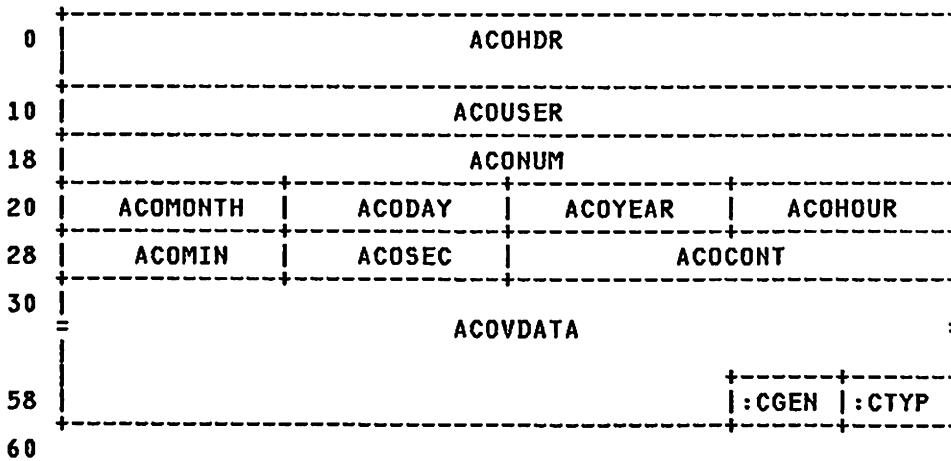 0 ACOHDR
10 ACOUSER
18 ACONUM
20 ACOMONTH ACODAY ACOYEAR ACOHOUR
28 ACOMIN ACOSEC ACOCONT
30
ACOVDATA
58 :CGEN :CTYP
60